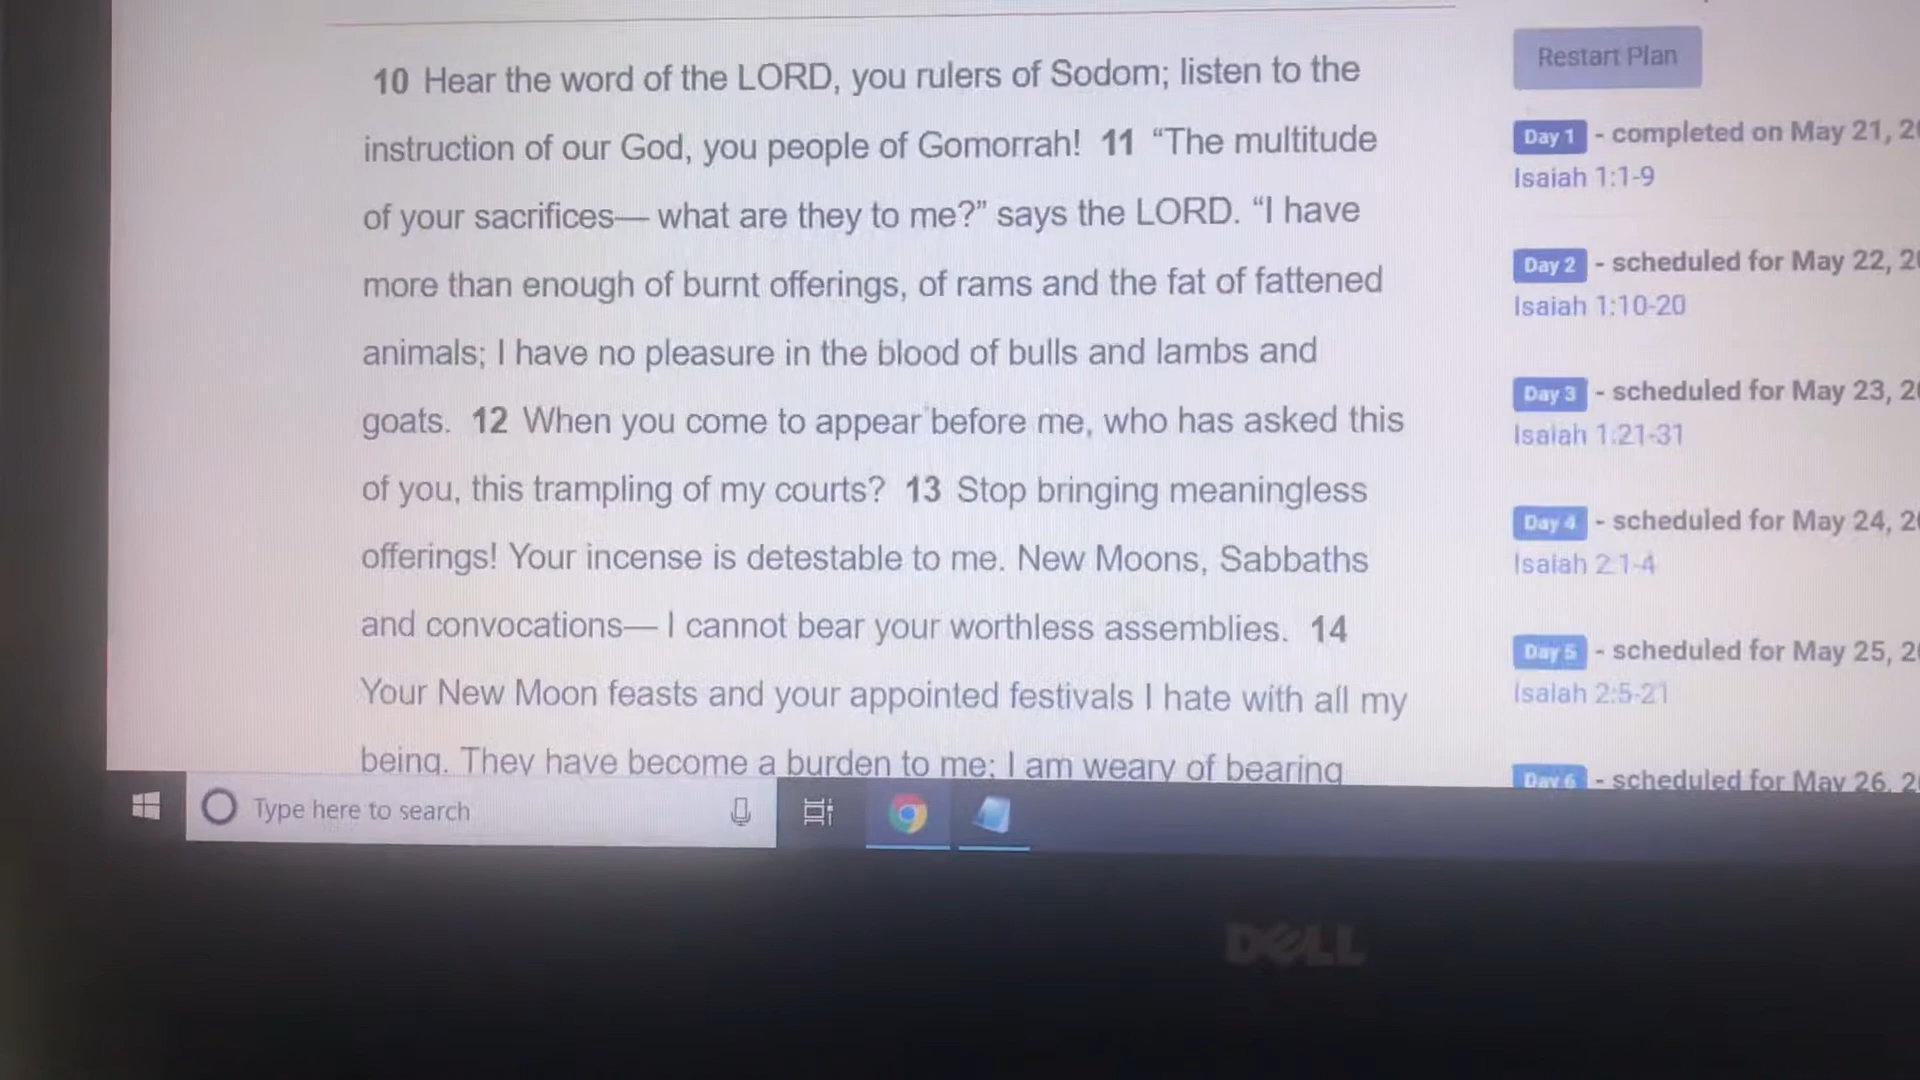 10 Hear the word of the LORD, you rulers of Sodom; listen to the
instruction of our God, you people of Gomorrah! 11 “The multitude
of your sacrifices— what are they to me?” says the LORD. “I have
more than enough of burnt offerings, of rams and the fat of fattened
animals; I have no pleasure in the blood of bulls and lambs and
goats. 12 When you come to appear before me, who has asked this
of you, this trampling of my courts? 13 Stop bringing meaningless
offerings! Your incense is detestable to me. New Moons, Sabbaths
and convocations— I cannot bear your worthless assemblies. 14
Your New Moon feasts and your appointed festivals I hate with all my
being. They have become a burden to me; I am weary of bearing
Restart Plan
Day 1 - completed on May 21,
Isaiah 1:1-9
Day 2 - scheduled for May 22,
Isaiah 1:10-20
Day 3 - scheduled for May 23,
Isaiah 1:21-31
Day 4 - scheduled for May 24,
Isaiah 2:1-4
Day 5 - scheduled for May 25,
Isaiah 2:5-21
Day 6 - scheduled for May 26,
Type here to search
DELL